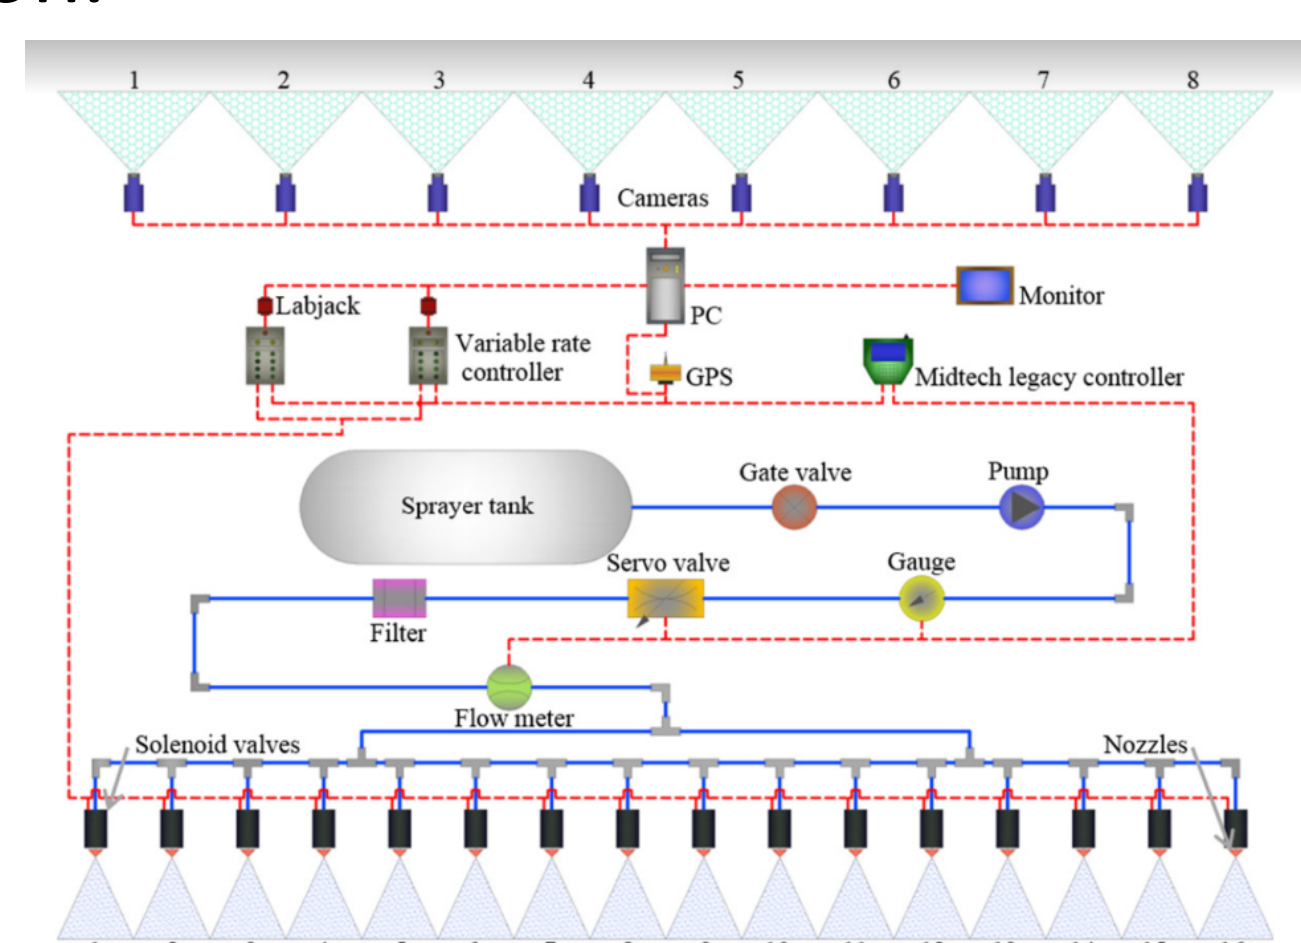 1 2 3 4 5 6 7 8
Cameras
Labjack
Monitor
PC
Variable rate
controller
GPS
Midtech legacy controller
Gate valve
Pump
Sprayer tank
Servo valve
Gauge
Filter
Flow meter
Solenoid valves
Nozzles